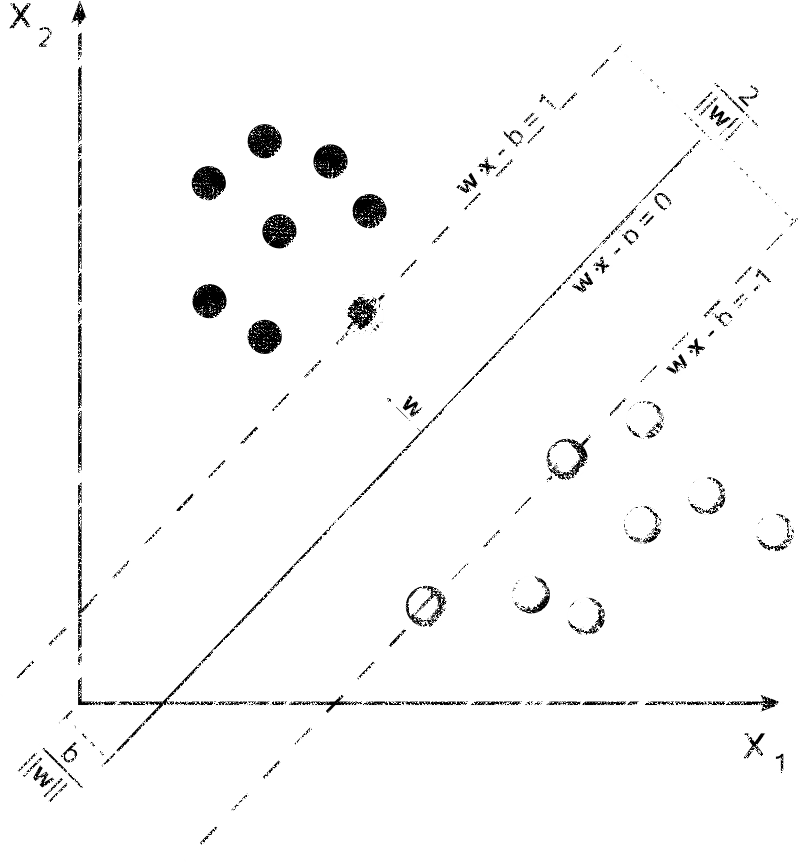 X2
w·x - b = 1
2
‖w‖
w·x - b = 0
w·x - b = -1
w
b
‖w‖
X1